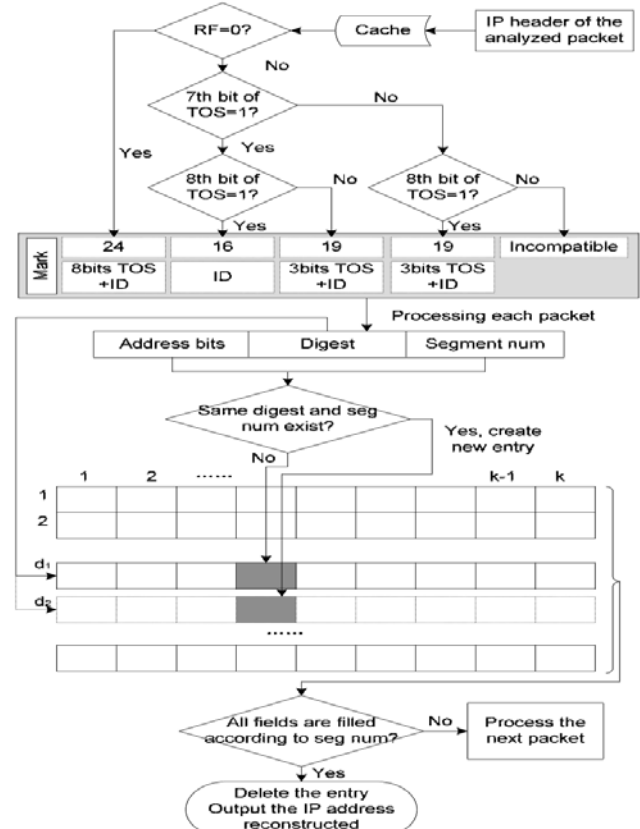 RF=0?
Cache
IP header of the
analyzed packet
No
7th bit of
TOS=1?
No
Yes
Yes
8th bit of
TOS=1?
No
8th bit of
TOS=1?
Yes
Yes
Mark
24
16
19
19
Incompatible
8bits TOS
+ID
ID
3bits TOS
+ID
3bits TOS
+ID
Processing each packet
Address bits
Digest
Segment num
Same digest and seg
num exist?
Yes, create
new entry
No
1
2
......
k-1
k
1
2
d₁
d₂
......
All fields are filled
according to seg num?
No
Process the
next packet
Yes
Delete the entry
Output the IP address
reconstructed